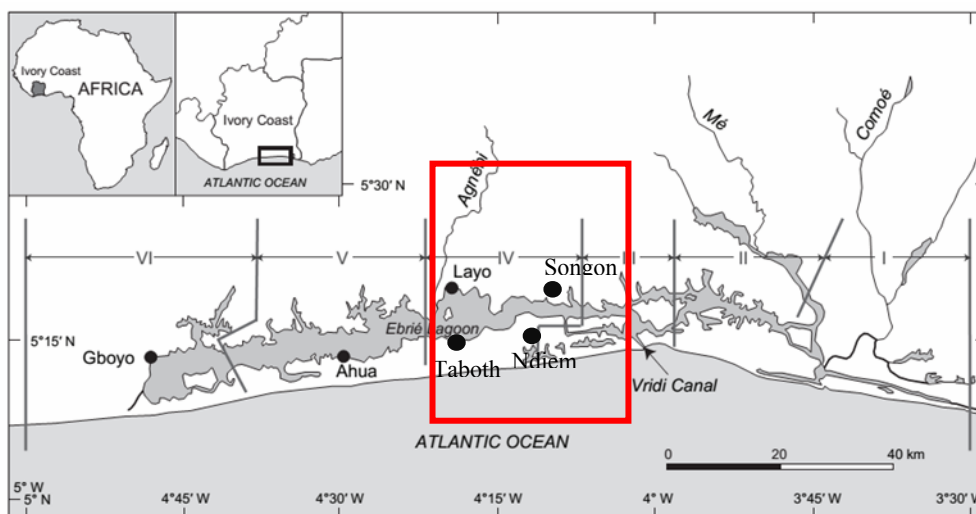 Ivory Coast
AFRICA
Ivory Coast
ATLANTIC OCEAN
5°30' N
Agnébi
Mé
Comoé
VI
V
IV
III
II
I
Layo
Songon
Ebrié Lagoon
5°15' N
Gboyo
Ahua
Taboth
Ndiem
Vridi Canal
ATLANTIC OCEAN
0
20
40 km
5° W
5° N
4°45' W
4°30' W
4°15' W
4° W
3°45' W
3°30' W